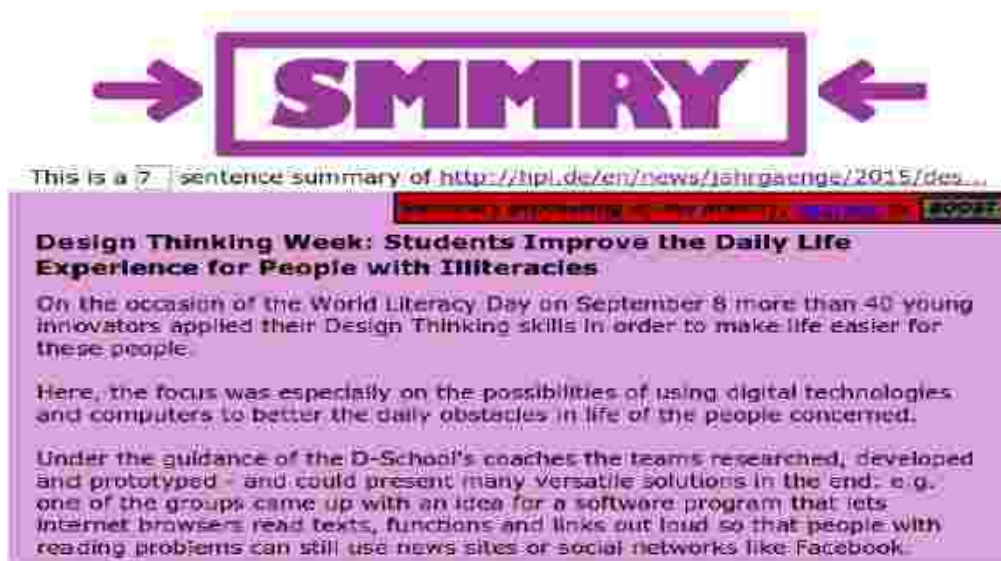 SMMRY
This is a 7 sentence summary of http://hpi.de/en/news/jahrgaenge/2015/des...
BOOST
Design Thinking Week: Students Improve the Daily Life
Experience for People with Illiteracies
On the occasion of the World Literacy Day on September 8 more than 40 young
innovators applied their Design Thinking skills in order to make life easier for
these people.
Here, the focus was especially on the possibilities of using digital technologies
and computers to better the daily obstacles in life of the people concerned.
Under the guidance of the D-School's coaches the teams researched, developed
and prototyped - and could present many versatile solutions in the end: e.g.
one of the groups came up with an idea for a software program that lets
internet browsers read texts, functions and links out loud so that people with
reading problems can still use news sites or social networks like Facebook.